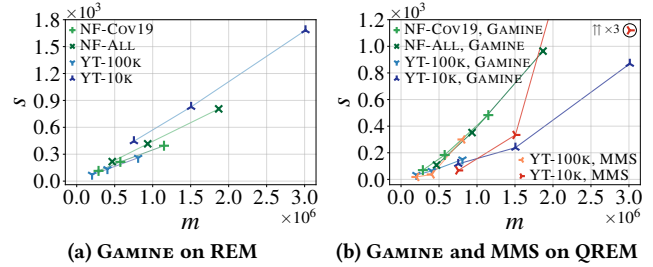 ×10³
1.8
1.5
1.2
0.9
0.6
0.3
0.0
s
NF-Cov19
NF-All
YT-100k
YT-10k
0.0 0.5 1.0 1.5 2.0 2.5 3.0
m
×10⁶
(a) Gamine on REM
×10³
1.2
1.0
0.8
0.6
0.4
0.2
0.0
s
NF-Cov19, Gamine
NF-All, Gamine
YT-100k, Gamine
YT-10k, Gamine
⇈ ×3
YT-100k, MMS
YT-10k, MMS
0.0 0.5 1.0 1.5 2.0 2.5 3.0
m
×10⁶
(b) Gamine and MMS on QREM